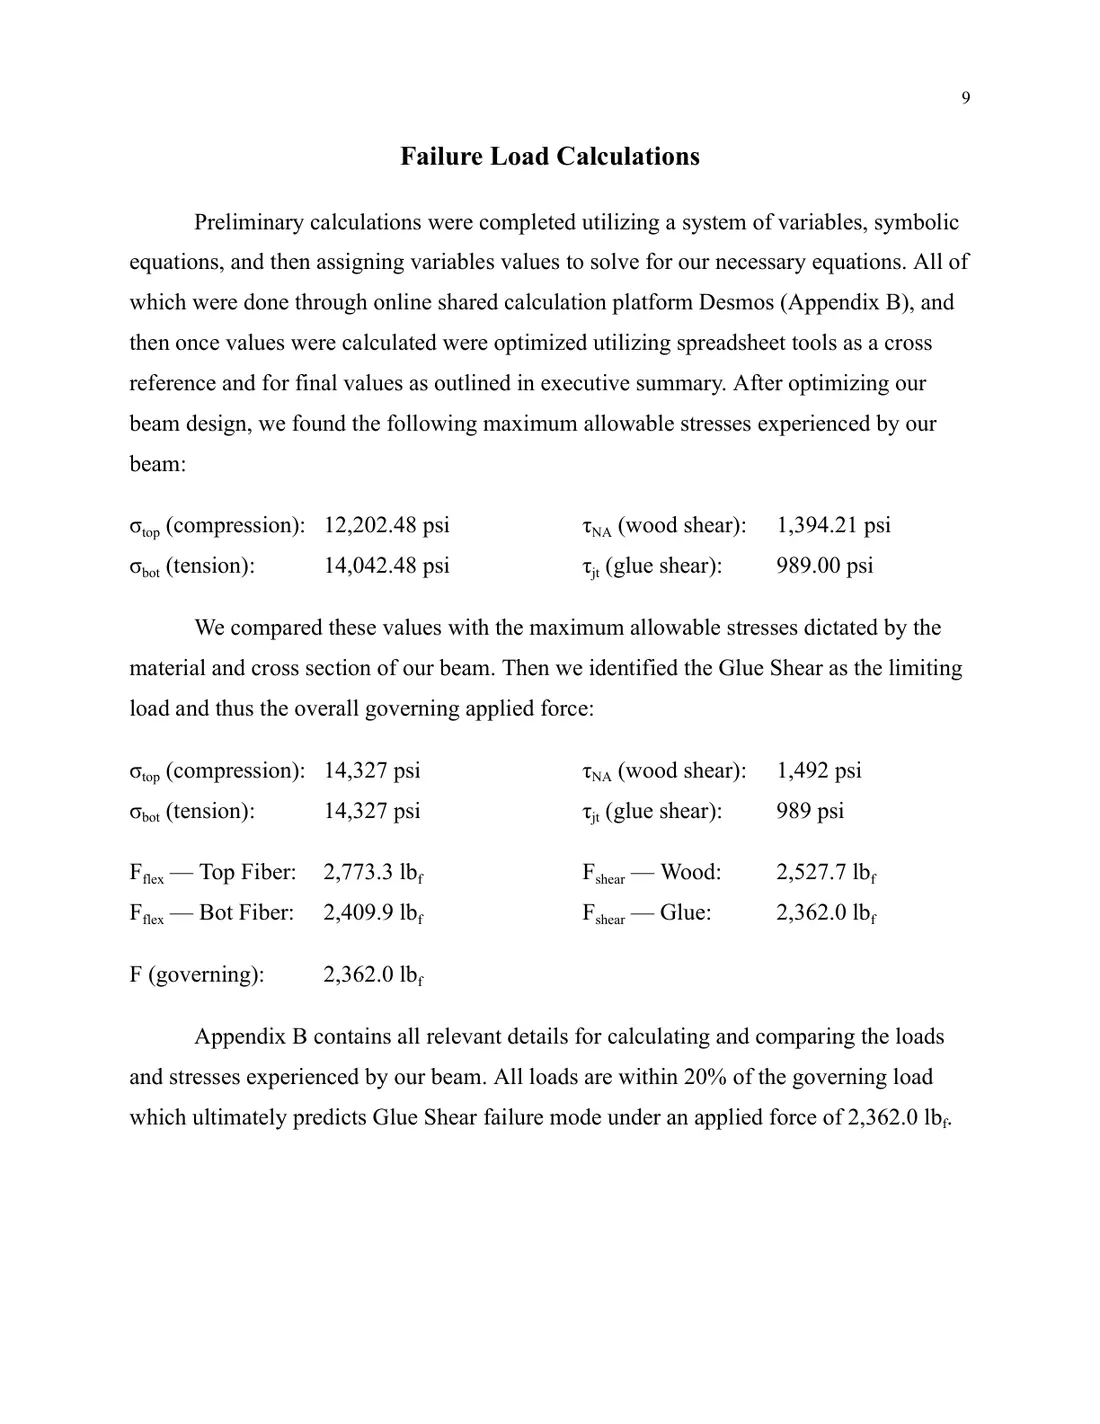 9
Failure Load Calculations
Preliminary calculations were completed utilizing a system of variables, symbolic
equations, and then assigning variables values to solve for our necessary equations. All of
which were done through online shared calculation platform Desmos (Appendix B), and
then once values were calculated were optimized utilizing spreadsheet tools as a cross
reference and for final values as outlined in executive summary. After optimizing our
beam design, we found the following maximum allowable stresses experienced by our
beam:
σtop (compression): 12,202.48 psi τNA (wood shear): 1,394.21 psi
σbot (tension): 14,042.48 psi τjt (glue shear): 989.00 psi
We compared these values with the maximum allowable stresses dictated by the
material and cross section of our beam. Then we identified the Glue Shear as the limiting
load and thus the overall governing applied force:
σtop (compression): 14,327 psi τNA (wood shear): 1,492 psi
σbot (tension): 14,327 psi τjt (glue shear): 989 psi
Fflex — Top Fiber: 2,773.3 lbf Fshear — Wood: 2,527.7 lbf
Fflex — Bot Fiber: 2,409.9 lbf Fshear — Glue: 2,362.0 lbf
F (governing): 2,362.0 lbf
Appendix B contains all relevant details for calculating and comparing the loads
and stresses experienced by our beam. All loads are within 20% of the governing load
which ultimately predicts Glue Shear failure mode under an applied force of 2,362.0 lbf.